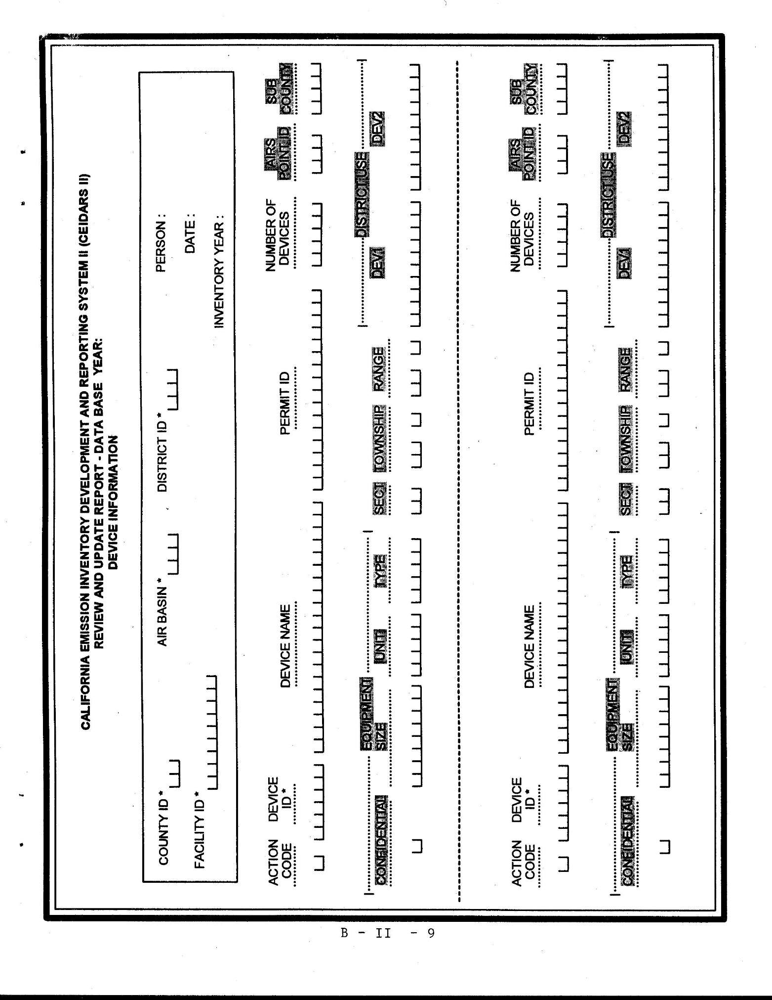 CALIFORNIA EMISSION INVENTORY DEVELOPMENT AND REPORTING SYSTEM II (CEIDARS II)
REVIEW AND UPDATE REPORT - DATA BASE YEAR:
DEVICE INFORMATION
COUNTY ID * AIR BASIN * DISTRICT ID * PERSON :
DATE :
FACILITY ID * INVENTORY YEAR :
ACTION CODE
DEVICE ID *
DEVICE NAME
PERMIT ID
NUMBER OF DEVICES
AIRS POINT ID
SUB COUNTY
EQUIPMENT
DISTRICT USE
CONFIDENTIAL SIZE UNIT TYPE SECT TOWNSHIP RANGE DEV1 DEV2
ACTION CODE
DEVICE ID *
DEVICE NAME
PERMIT ID
NUMBER OF DEVICES
AIRS POINT ID
SUB COUNTY
EQUIPMENT
DISTRICT USE
CONFIDENTIAL SIZE UNIT TYPE SECT TOWNSHIP RANGE DEV1 DEV2
B - II - 9